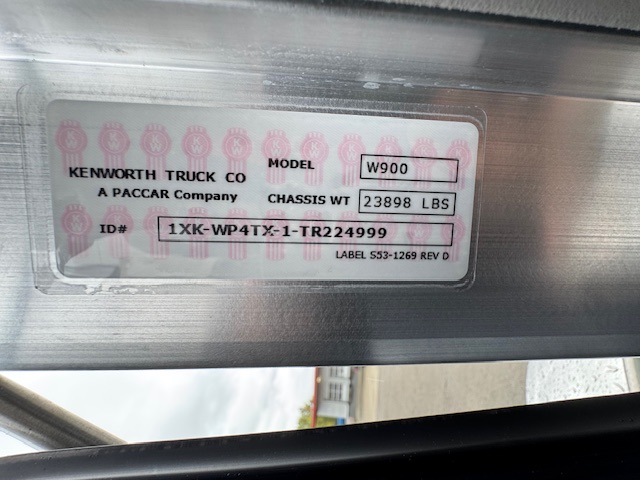 KENWORTH TRUCK CO
A PACCAR Company
MODEL W900
CHASSIS WT 23898 LBS
ID# 1XK-WP4TX-1-TR224999
LABEL S53-1269 REV D